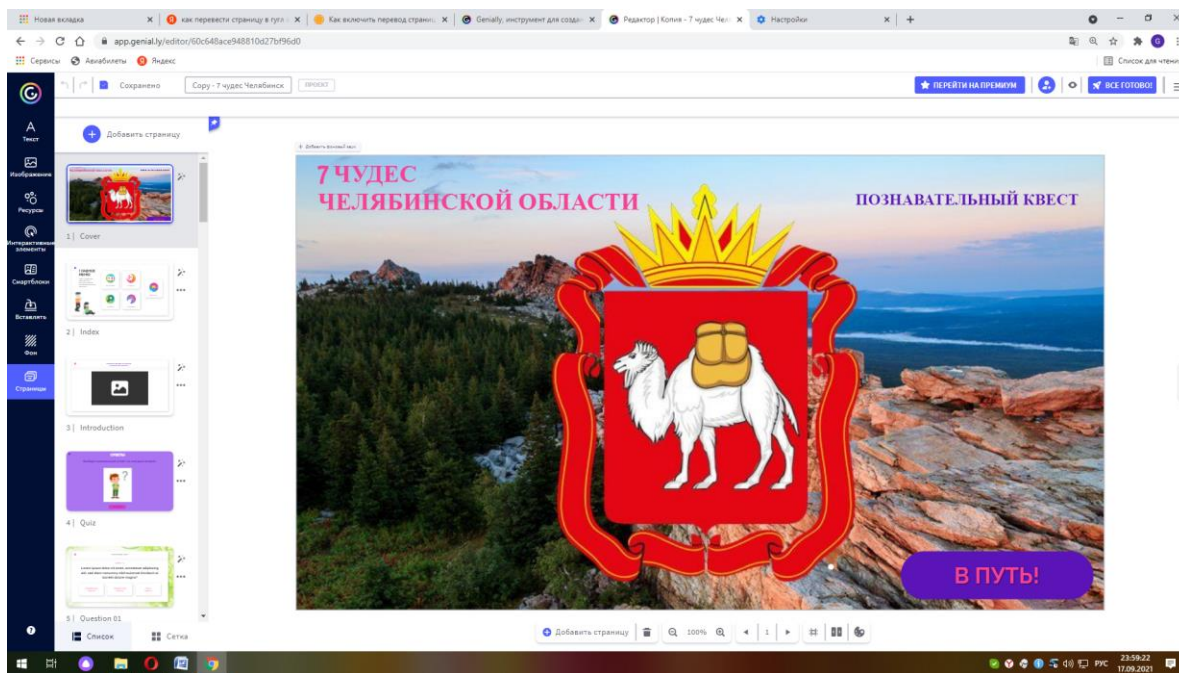 Новая вкладка
как перевести страницу в гугл
Как включить перевод страниц
Genially, инструмент для создан
Редактор | Копия - 7 чудес Чел
Настройки
app.genial.ly/editor/60c648ace948810d27bf96d0
Сервисы
Авиабилеты
Яндекс
Список для чтени
Сохранено
Copy - 7 чудес Челябинск
ПРОЕКТ
ПЕРЕЙТИ НА ПРЕМИУМ
ВСЕ ГОТОВО!
Текст
Изображение
Ресурсы
Интерактивные
элементы
Смартблоки
Вставлять
Фон
Страницы
Добавить страницу
1 | Cover
2 | Index
3 | Introduction
4 | Quiz
5 | Question 01
Список
Сетка
7 ЧУДЕС
ЧЕЛЯБИНСКОЙ ОБЛАСТИ
ПОЗНАВАТЕЛЬНЫЙ КВЕСТ
В ПУТЬ!
Добавить страницу
100%
1
РУС
23:59:22
17.09.2021